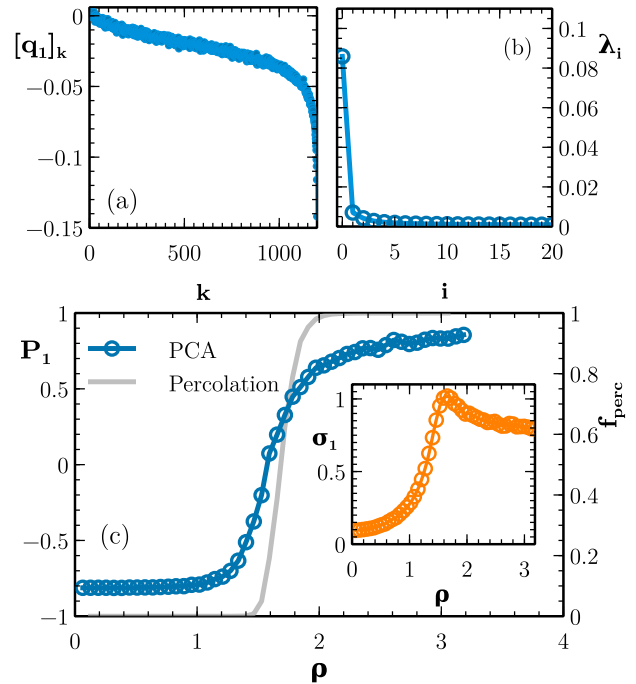 0
−0.05
−0.1
−0.15
[q₁]ₖ
(a)
0 500 1000
k
(b)
λᵢ
0.1
0.08
0.06
0.04
0.02
0
0 5 10 15 20
i
1
0.5
0
−0.5
−1
P₁
PCA
Percolation
(c)
0 1 2 3 4
ρ
1
0.8
0.6
0.4
0.2
0
f_perc
1
0.5
0
σ₁
0 1 2 3
ρ